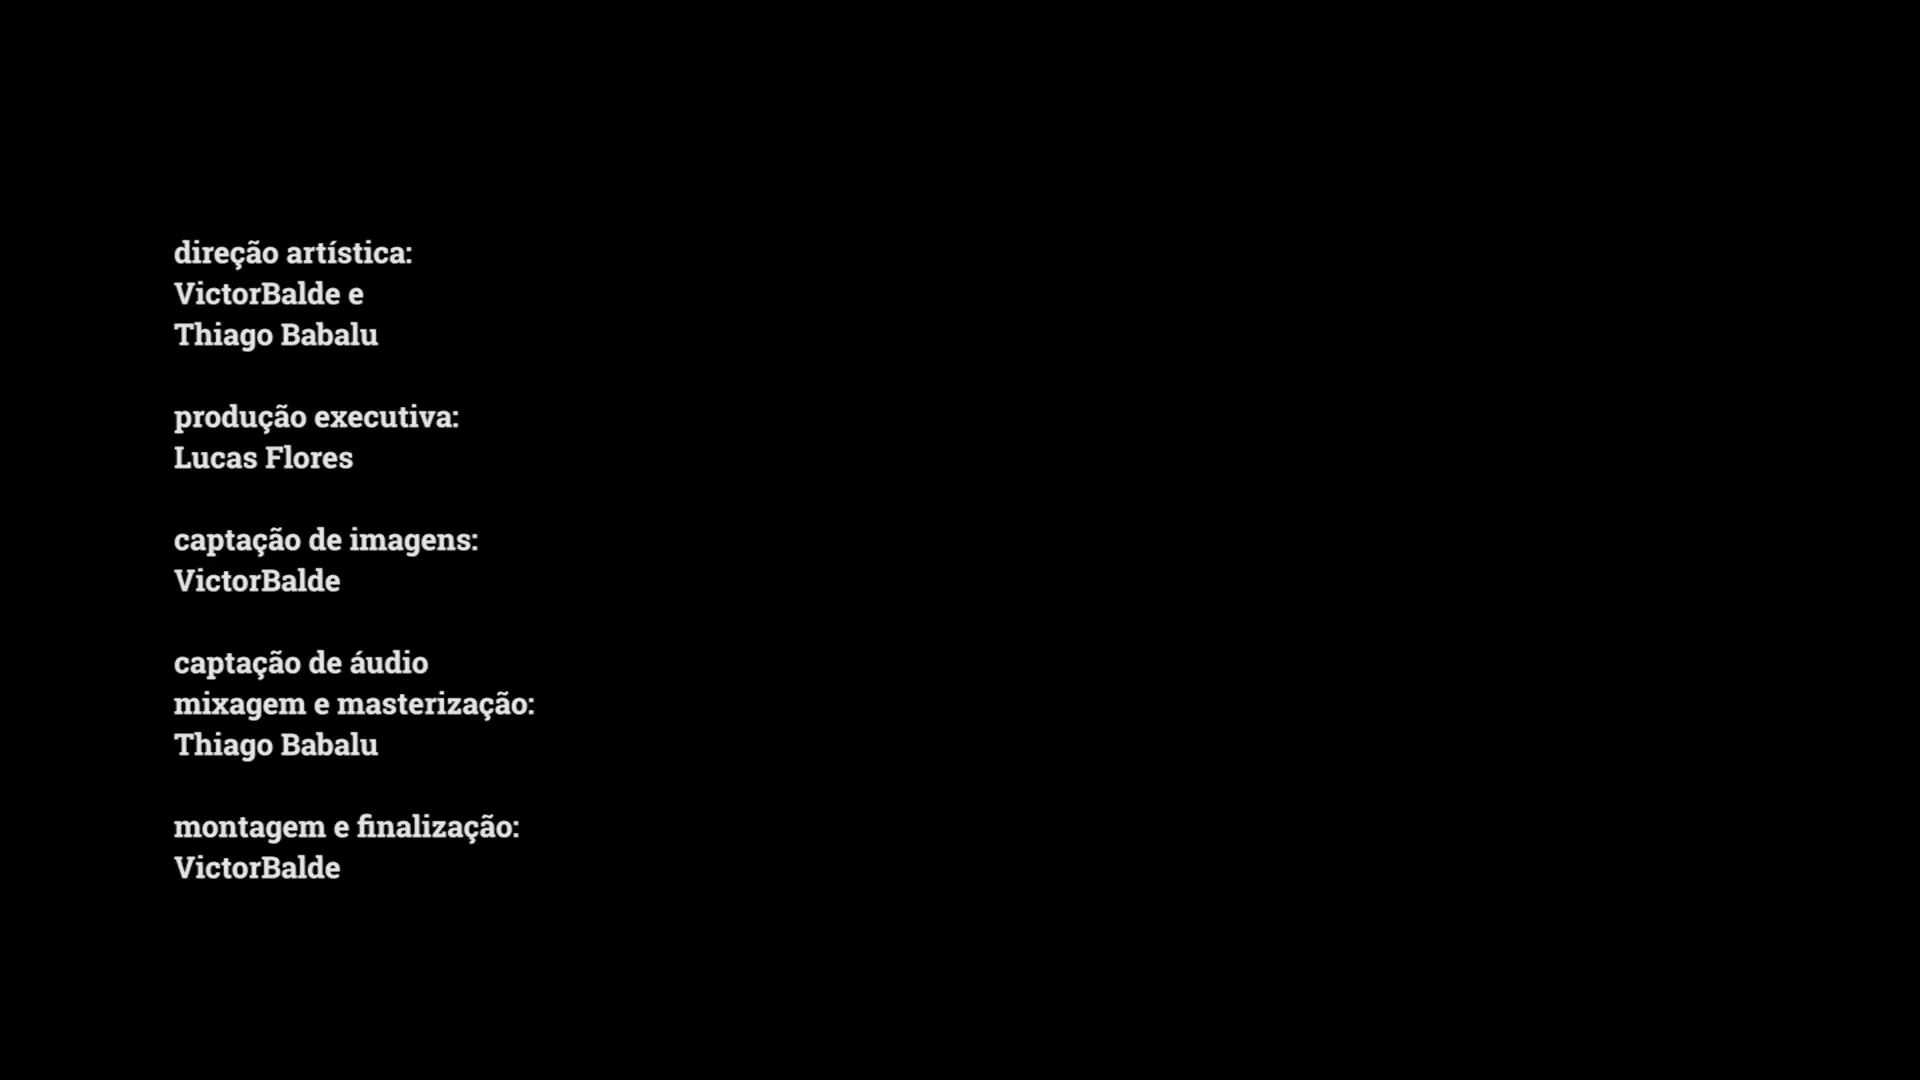 direção artística:
VictorBalde e
Thiago Babalu
produção executiva:
Lucas Flores
captação de imagens:
VictorBalde
captação de áudio
mixagem e masterização:
Thiago Babalu
montagem e finalização:
VictorBalde